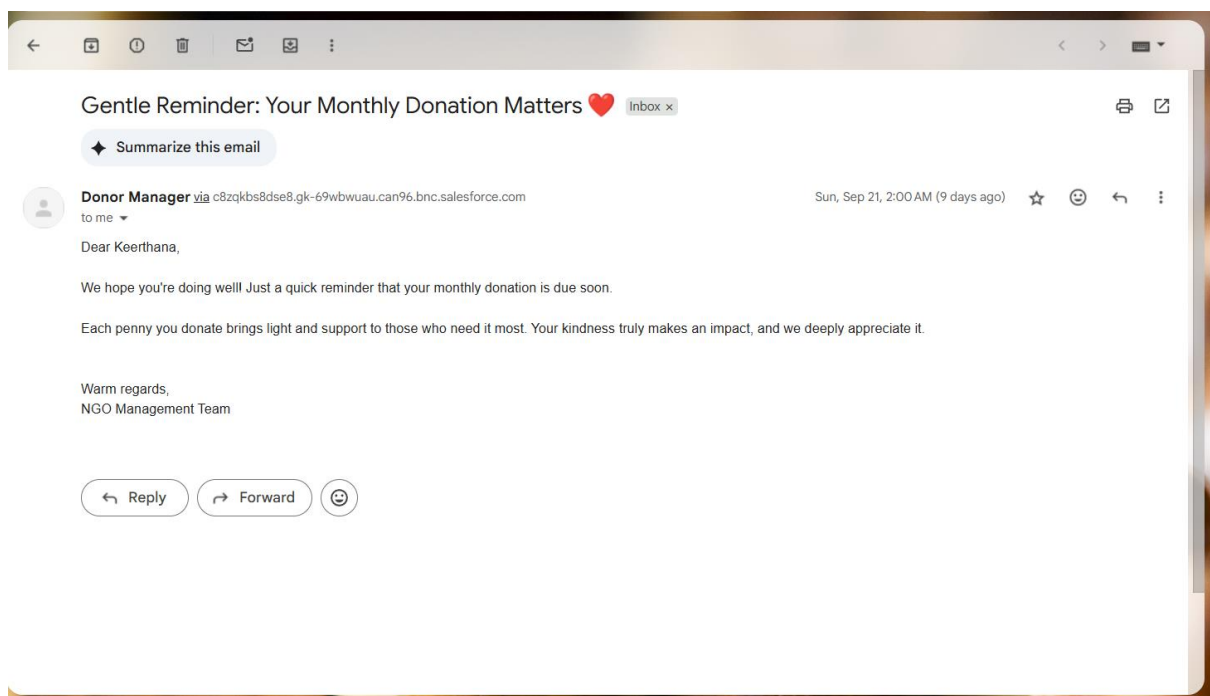 Gentle Reminder: Your Monthly Donation Matters ❤️ Inbox ×
Summarize this email
Donor Manager via c8zqkbs8dse8.gk-69wbwuau.can96.bnc.salesforce.com Sun, Sep 21, 2:00 AM (9 days ago)
to me
Dear Keerthana,
We hope you're doing well! Just a quick reminder that your monthly donation is due soon.
Each penny you donate brings light and support to those who need it most. Your kindness truly makes an impact, and we deeply appreciate it.
Warm regards,
NGO Management Team
Reply Forward